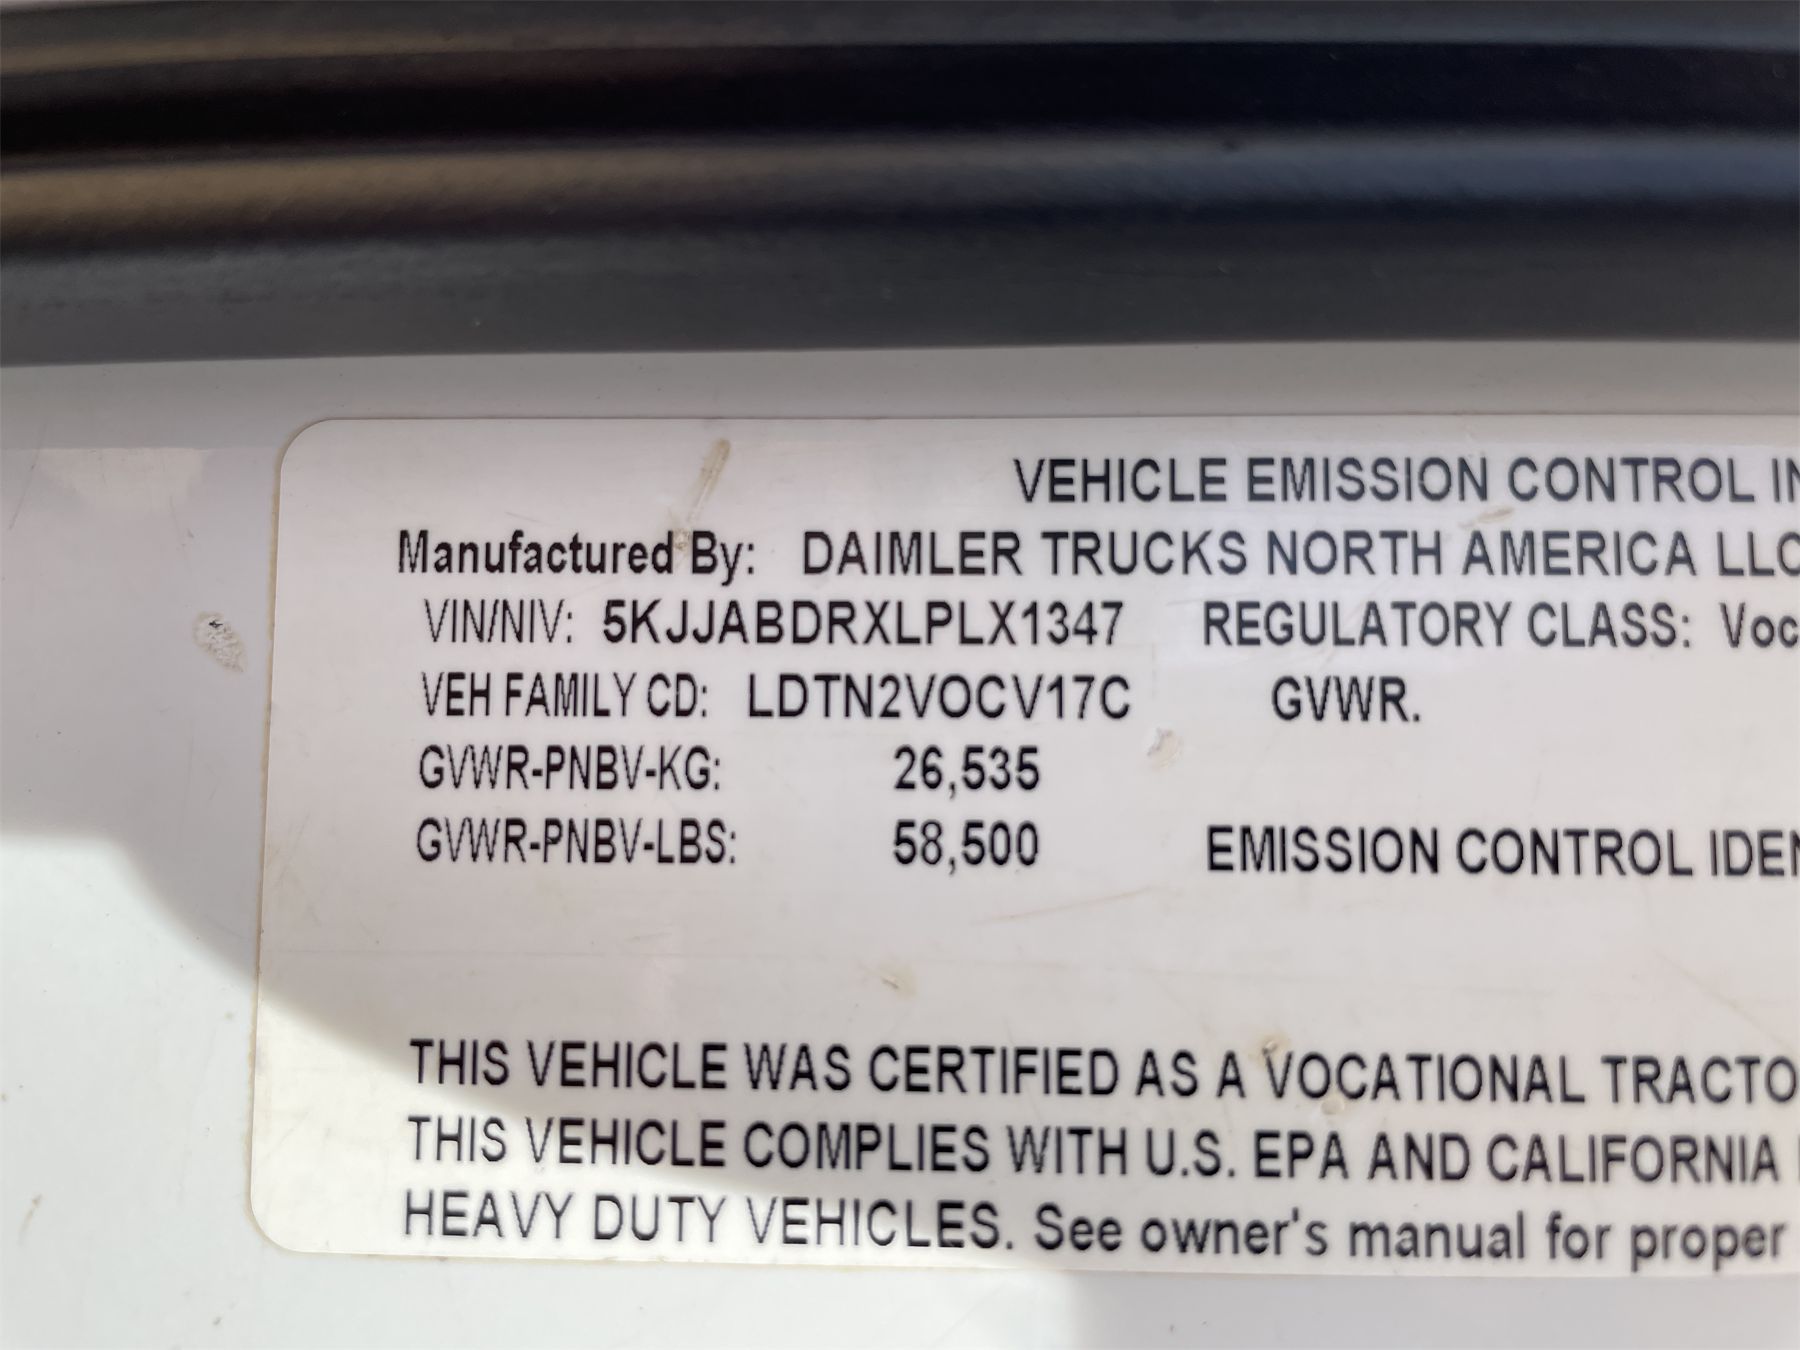 VEHICLE EMISSION CONTROL IN
Manufactured By: DAIMLER TRUCKS NORTH AMERICA LLC
VIN/NIV: 5KJJABDRXLPLX1347 REGULATORY CLASS: Voc
VEH FAMILY CD: LDTN2VOCV17C GVWR.
GVWR-PNBV-KG: 26,535
GVWR-PNBV-LBS: 58,500 EMISSION CONTROL IDEN
THIS VEHICLE WAS CERTIFIED AS A VOCATIONAL TRACTO
THIS VEHICLE COMPLIES WITH U.S. EPA AND CALIFORNIA
HEAVY DUTY VEHICLES. See owner's manual for proper